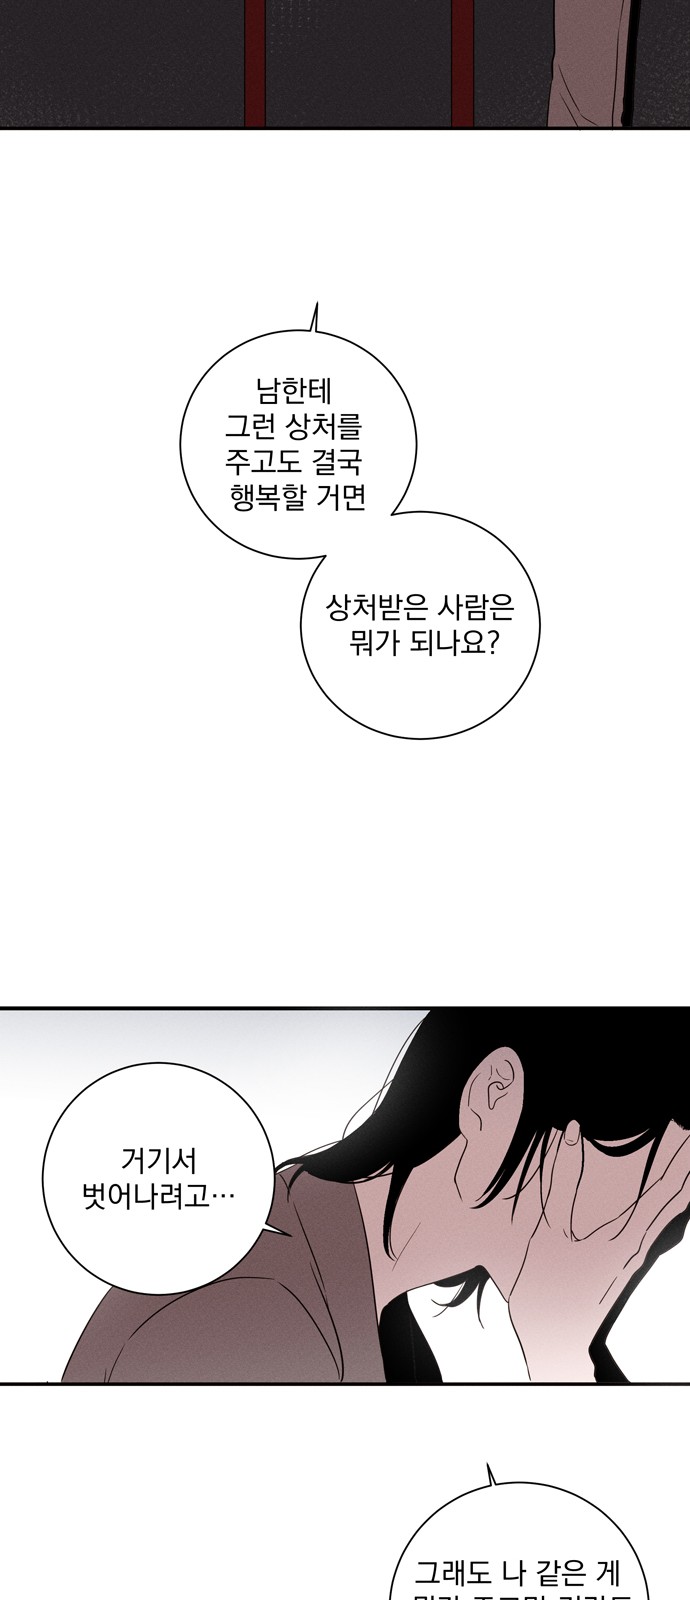 남한테
그런 상처를
주고도 결국
행복할 거면
상처받은 사람은
뭐가 되나요?
거기서
벗어나려고…
그래도 나 같은 게